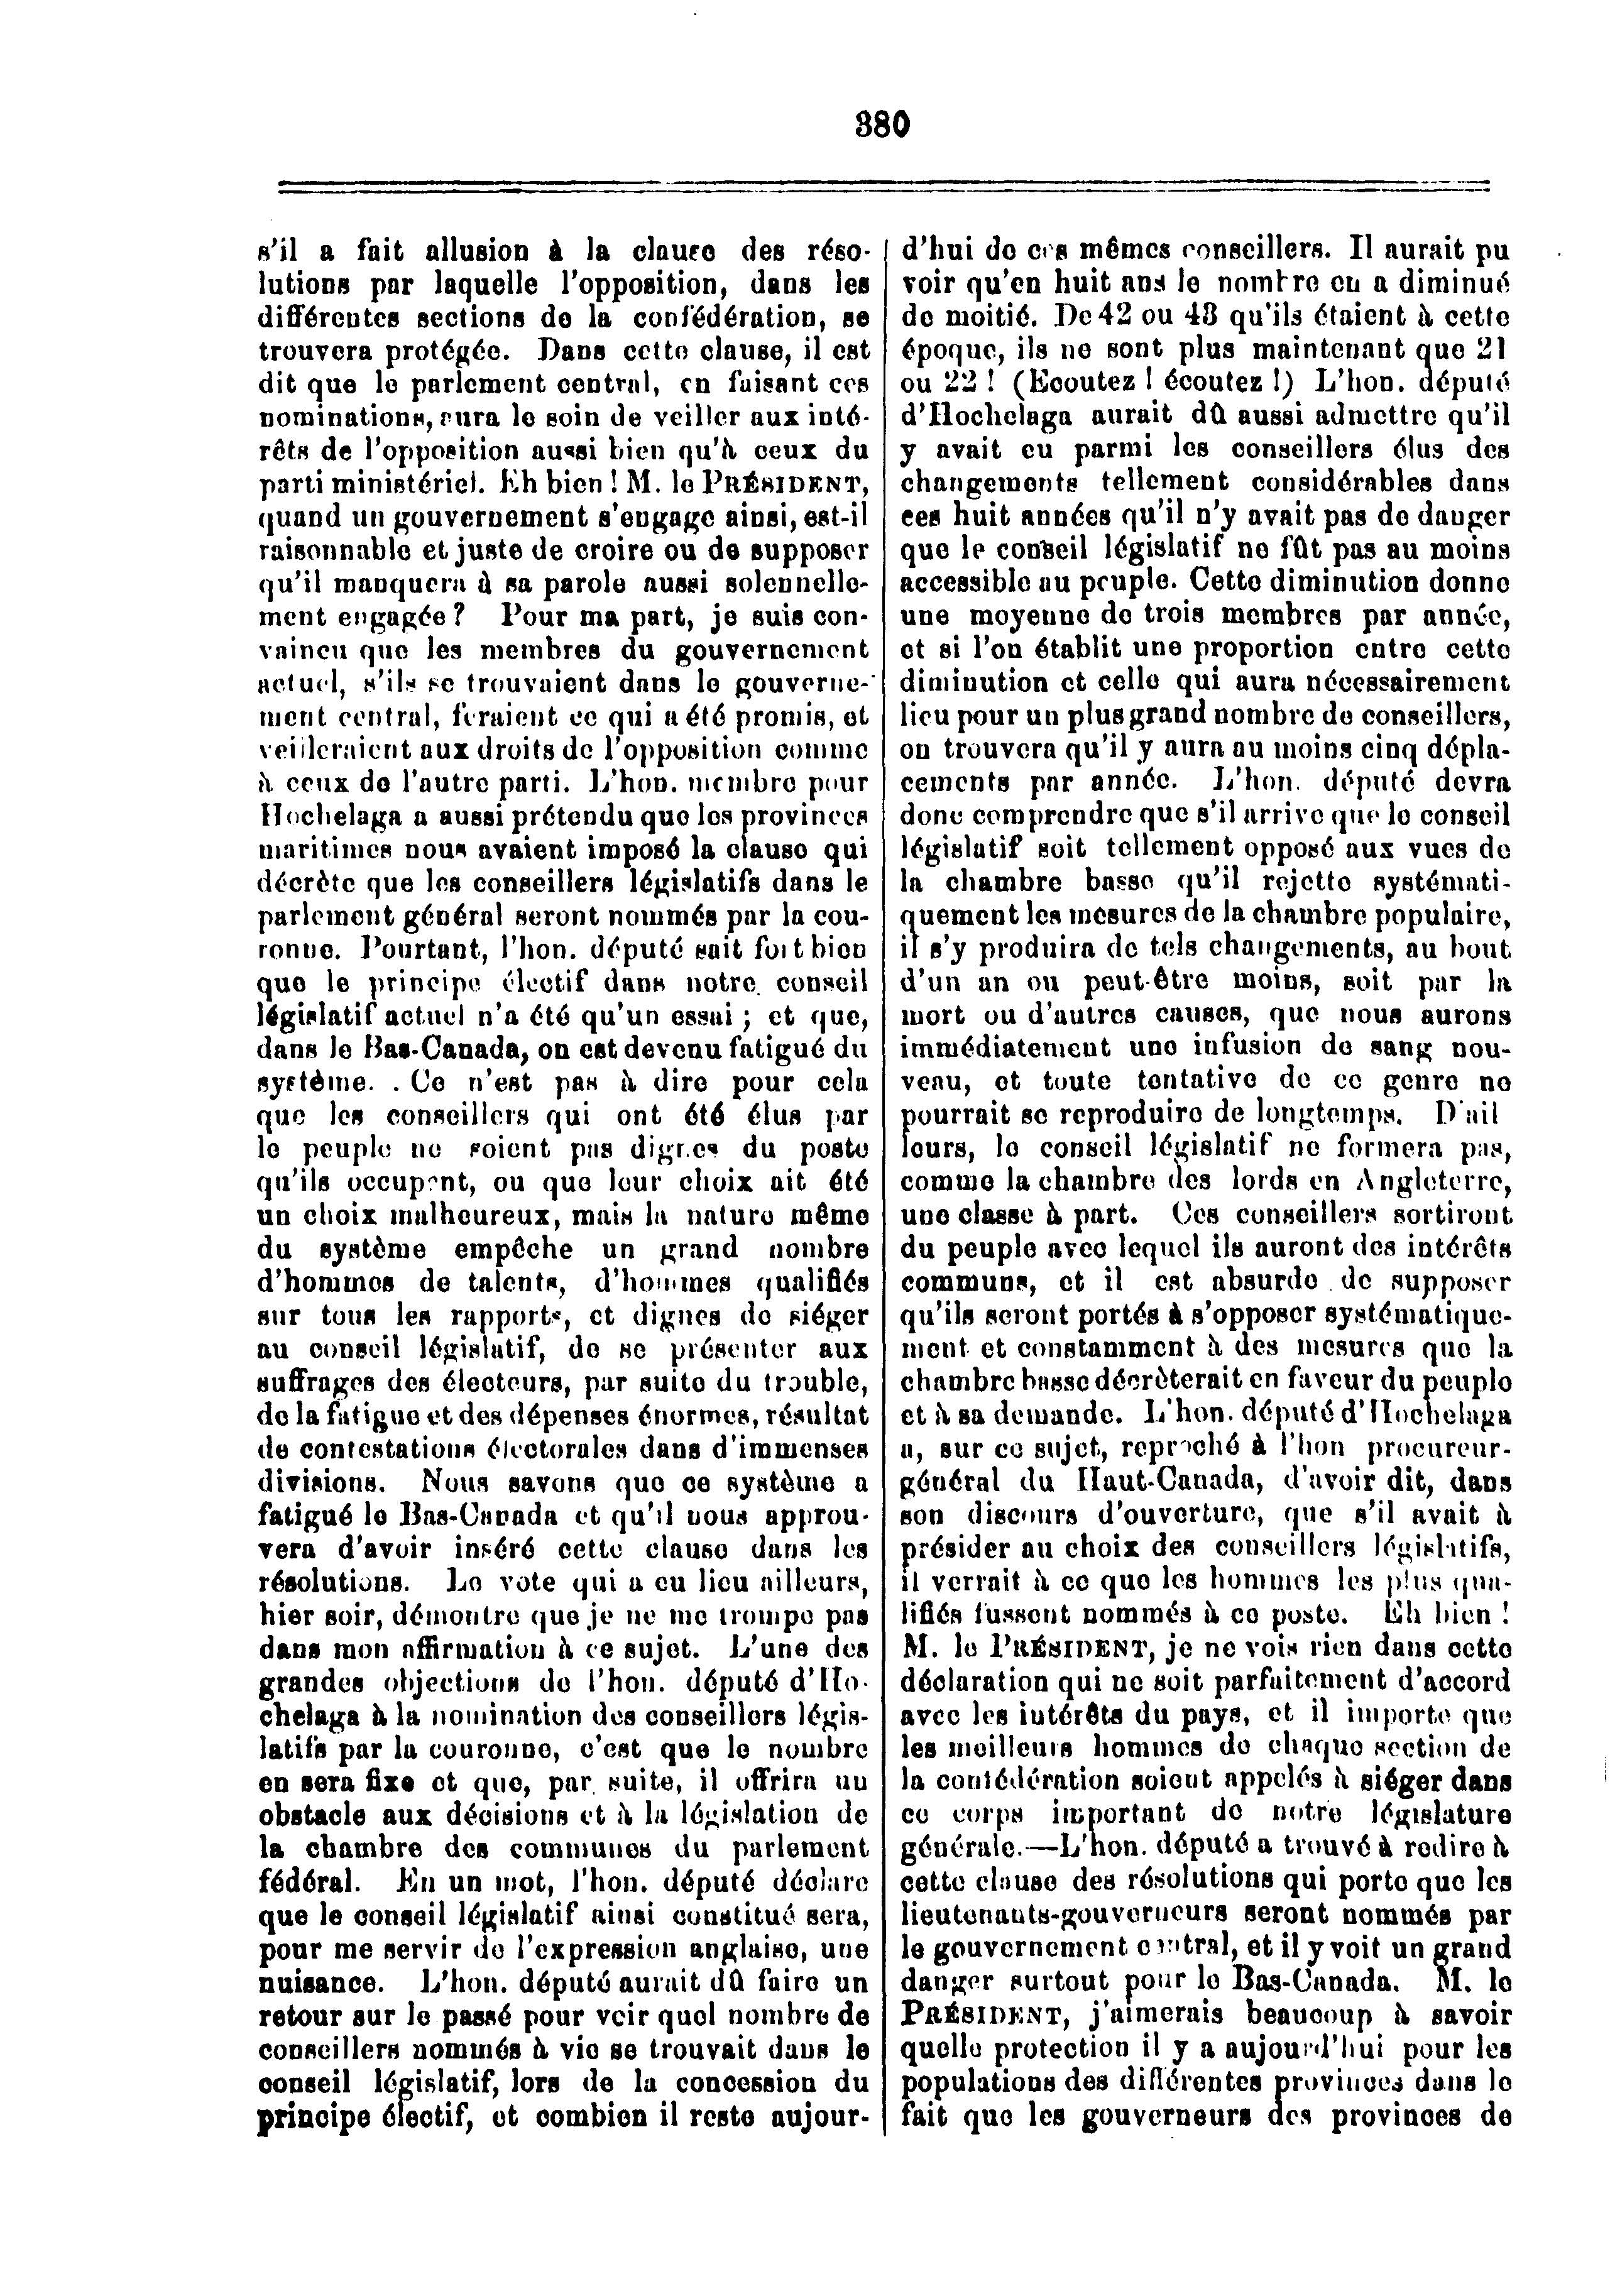 380
s'il a fait allusion à la clause des réso-
lutions par laquelle l'opposition, dans les
différentes sections de la confédération, se
trouvera protégée. Dans cette clause, il est
dit que le parlement central, en faisant ces
nominations, aura le soin de veiller aux inté-
rêts de l'opposition aussi bien qu'à ceux du
parti ministériel. Eh bien ! M. le PRÉSIDENT,
quand un gouvernement s'engage ainsi, est-il
raisonnable et juste de croire ou de supposer
qu'il manquera à sa parole aussi solennelle-
ment engagée ? Pour ma part, je suis con-
vaincu que les membres du gouvernement
actuel, s'ils se trouvaient dans le gouverne-
ment central, feraient ce qui a été promis, et
veilleraient aux droits de l'opposition comme
à ceux de l'autre parti. L'hon. membre pour
Hochelaga a aussi prétendu que les provinces
maritimes nous avaient imposé la clause qui
décrète que les conseillers législatifs dans le
parlement général seront nommés par la cou-
ronne. Pourtant, l'hon. député sait fort bien
que le principe électif dans notre conseil
législatif actuel n'a été qu'un essai ; et que,
dans le Bas-Canada, on est devenu fatigué du
système. Ce n'est pas à dire pour cela
que les conseillers qui ont été élus par
le peuple ne soient pas dignes du poste
qu'ils occupent, ou que leur choix ait été
un choix malheureux, mais la nature même
du système empêche un grand nombre
d'hommes de talents, d'hommes qualifiés
sur tous les rapports, et dignes de siéger
au conseil législatif, de se présenter aux
suffrages des électeurs, par suite du trouble,
de la fatigue et des dépenses énormes, résultat
de contestations électorales dans d'immenses
divisions. Nous savons que ce système a
fatigué le Bas-Canada et qu'il nous approu-
vera d'avoir inséré cette clause dans les
résolutions. Le vote qui a eu lieu ailleurs,
hier soir, démontre que je ne me trompe pas
dans mon affirmation à ce sujet. L'une des
grandes objections de l'hon. député d'Ho-
chelaga à la nomination des conseillers légis-
latifs par la couronne, c'est que le nombre
en sera fixe et que, par suite, il offrira un
obstacle aux décisions et à la législation de
la chambre des communes du parlement
fédéral. En un mot, l'hon. député déclare
que le conseil législatif ainsi constitué sera,
pour me servir de l'expression anglaise, une
nuisance. L'hon. député aurait dû faire un
retour sur le passé pour voir quel nombre de
conseillers nommés à vie se trouvait dans le
conseil législatif, lors de la concession du
principe électif, et combien il reste aujour-
d'hui de ces mêmes conseillers. Il aurait pu
voir qu'en huit ans le nombre en a diminué
de moitié. De 42 ou 43 qu'ils étaient à cette
époque, ils ne sont plus maintenant que 21
ou 22 ! (Ecoutez ! écoutez !) L'hon. député
d'Hochelaga aurait dû aussi admettre qu'il
y avait eu parmi les conseillers élus des
changements tellement considérables dans
ces huit années qu'il n'y avait pas de danger
que le conseil législatif ne fût pas au moins
accessible au peuple. Cette diminution donne
une moyenne de trois membres par année,
et si l'on établit une proportion entre cette
diminution et celle qui aura nécessairement
lieu pour un plus grand nombre de conseillers,
on trouvera qu'il y aura au moins cinq dépla-
cements par année. L'hon. député devra
donc comprendre que s'il arrive que le conseil
législatif soit tellement opposé aux vues de
la chambre basse qu'il rejette systémati-
quement les mesures de la chambre populaire,
il s'y produira de tels changements, au bout
d'un an ou peut-être moins, soit par la
mort ou d'autres causes, que nous aurons
immédiatement une infusion de sang nou-
veau, et toute tentative de ce genre ne
pourrait se reproduire de longtemps. D'ail
leurs, le conseil législatif ne formera pas,
comme la chambre des lords en Angleterre,
une classe à part. Ces conseillers sortiront
du peuple avec lequel ils auront des intérêts
communs, et il est absurde de supposer
qu'ils seront portés à s'opposer systématique-
ment et constamment à des mesures que la
chambre basse décrèterait en faveur du peuple
et à sa demande. L'hon. député d'Hochelaga
a, sur ce sujet, reproché à l'hon procureur-
général du Haut-Canada, d'avoir dit, dans
son discours d'ouverture, que s'il avait à
présider au choix des conseillers législatifs,
il verrait à ce que les hommes les plus qua-
lifiés fussent nommés à ce poste. Eh bien !
M. le PRÉSIDENT, je ne vois rien dans cette
déclaration qui ne soit parfaitement d'accord
avec les intérêts du pays, et il importe que
les meilleurs hommes de chaque section de
la confédération soient appelés à siéger dans
ce corps important de notre législature
générale.—L'hon. député a trouvé à redire à
cette clause des résolutions qui porte que les
lieutenants-gouverneurs seront nommés par
le gouvernement central, et il y voit un grand
danger surtout pour le Bas-Canada. M. le
PRÉSIDENT, j'aimerais beaucoup à savoir
quelle protection il y a aujourd'hui pour les
populations des différentes provinces dans le
fait que les gouverneurs des provinces de